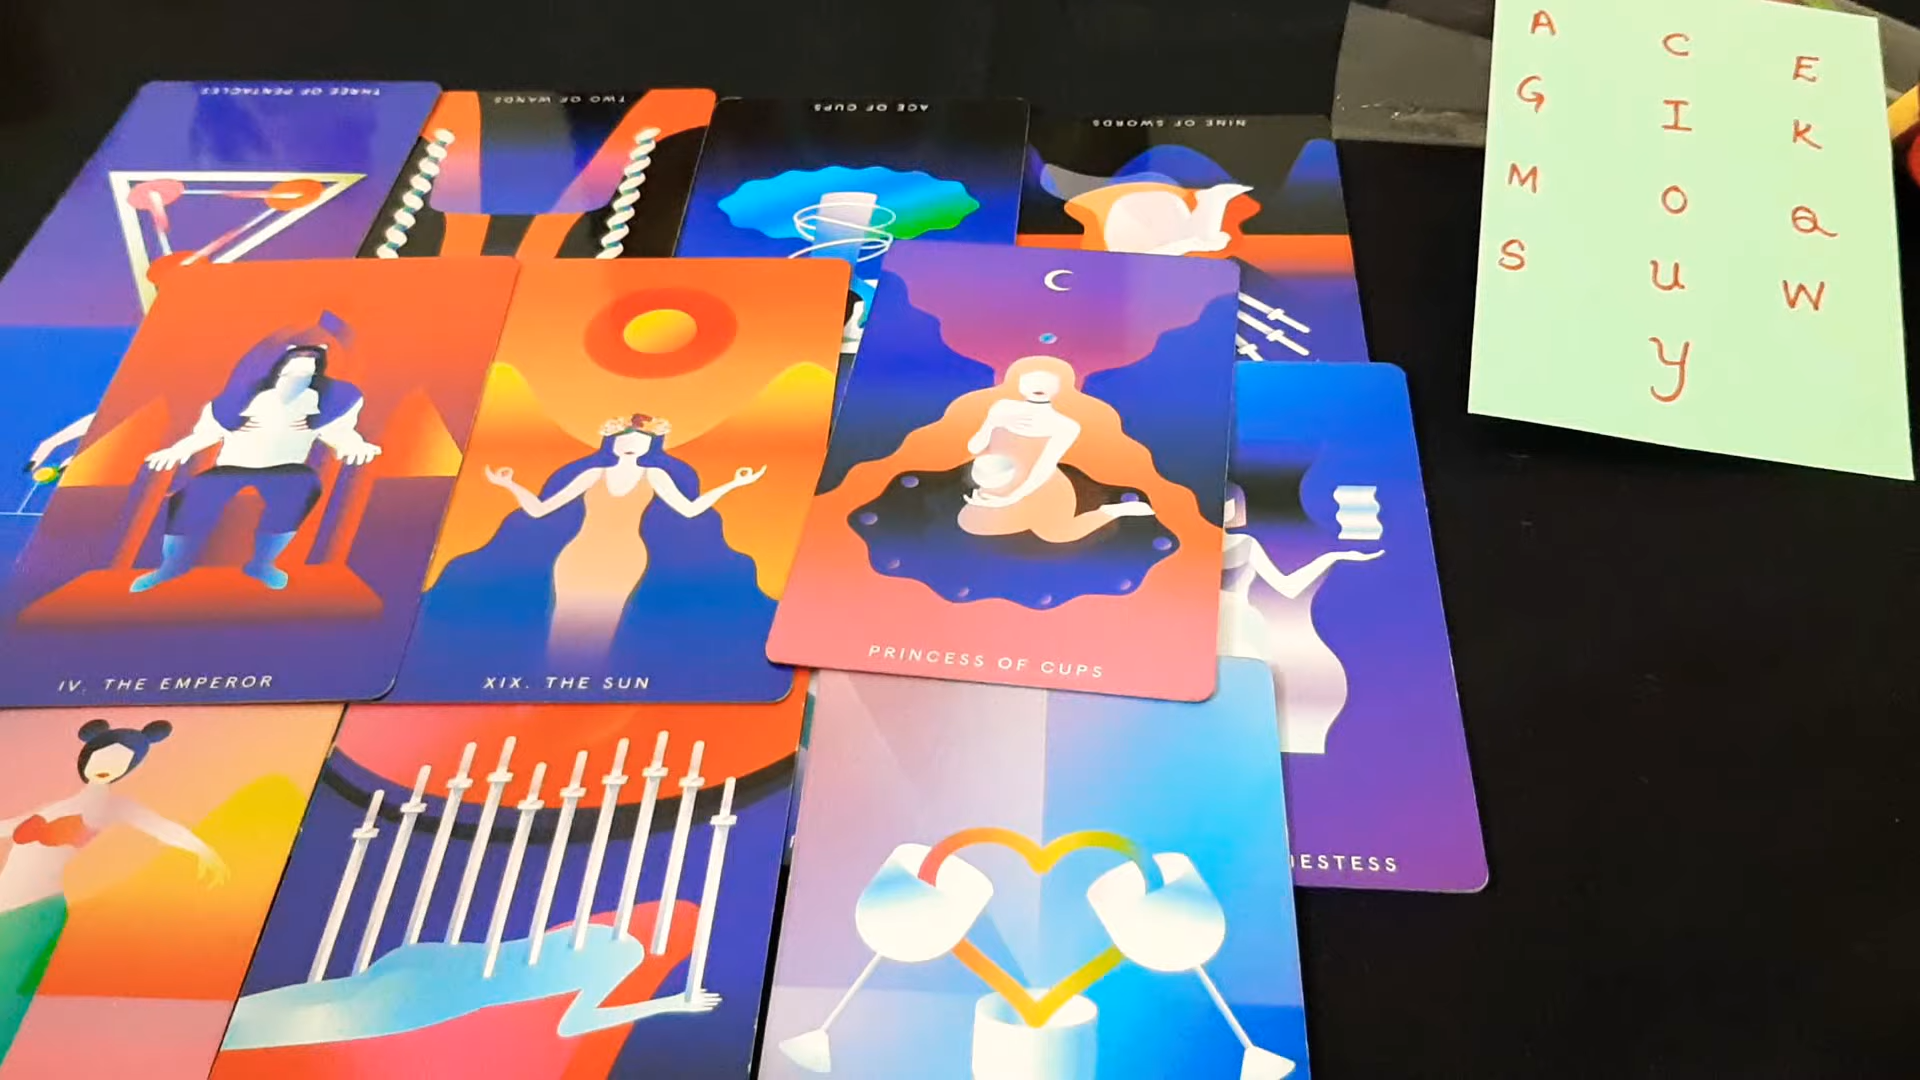 THREE OF PENTACLES
TWO OF WANDS
ACE OF CUPS
NINE OF SWORDS
A C E
G I K
M O Q
S U W
Y
PRINCESS OF CUPS
IV. THE EMPEROR
XIX. THE SUN
IESTESS